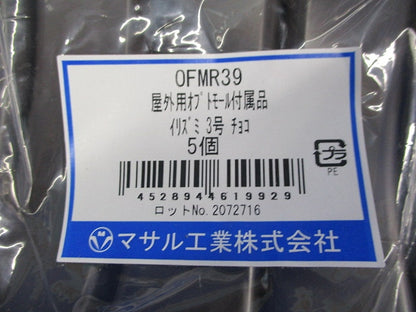 OFMR39
屋外用ｵﾌﾟﾄﾓｰﾙ付属品
ｲﾘｽﾞﾐ 3号 ﾁｮｺ
5個
4528944619929
ロットNo.2072716
プラ
PE
M
マサル工業株式会社